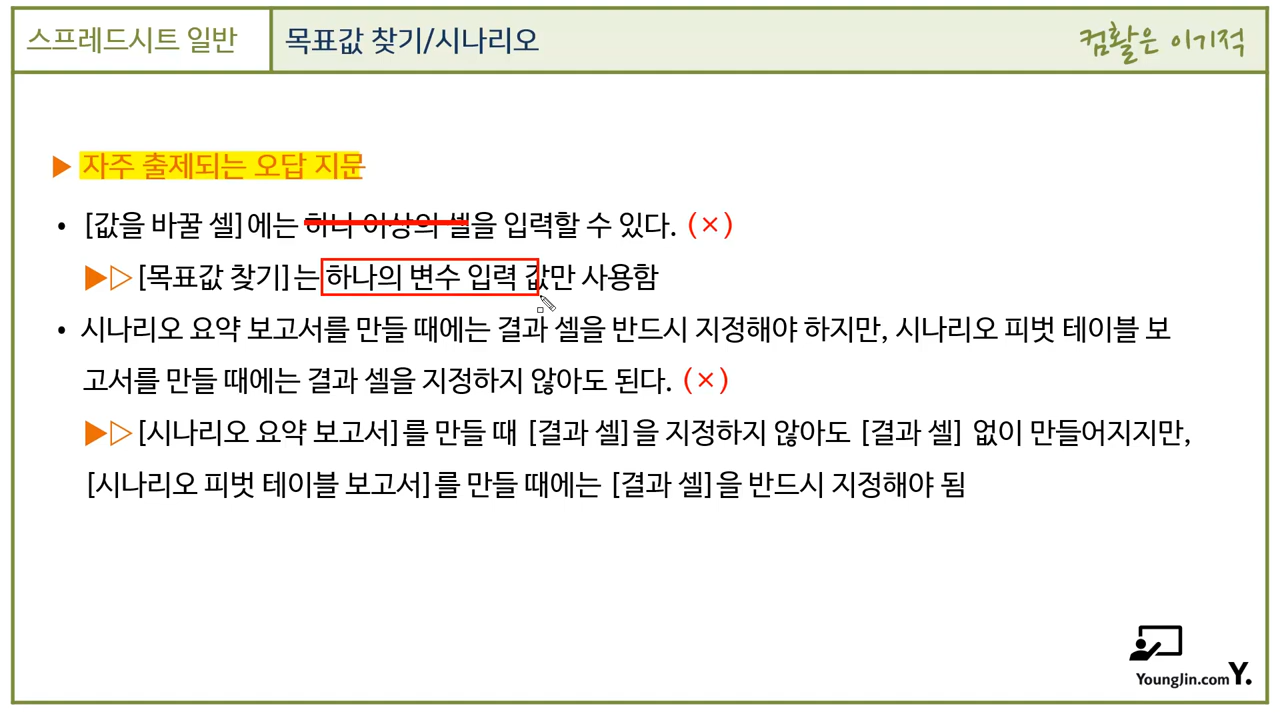 스프레드시트 일반
목표값 찾기/시나리오
컴활은 이기적
▶ 자주 출제되는 오답 지문
• [값을 바꿀 셀]에는 하나 이상의 셀을 입력할 수 있다. (×)
▶▷ [목표값 찾기]는 하나의 변수 입력 값만 사용함
• 시나리오 요약 보고서를 만들 때에는 결과 셀을 반드시 지정해야 하지만, 시나리오 피벗 테이블 보
고서를 만들 때에는 결과 셀을 지정하지 않아도 된다. (×)
▶▷ [시나리오 요약 보고서]를 만들 때 [결과 셀]을 지정하지 않아도 [결과 셀] 없이 만들어지지만,
[시나리오 피벗 테이블 보고서]를 만들 때에는 [결과 셀]을 반드시 지정해야 됨
YoungJin.com Y.